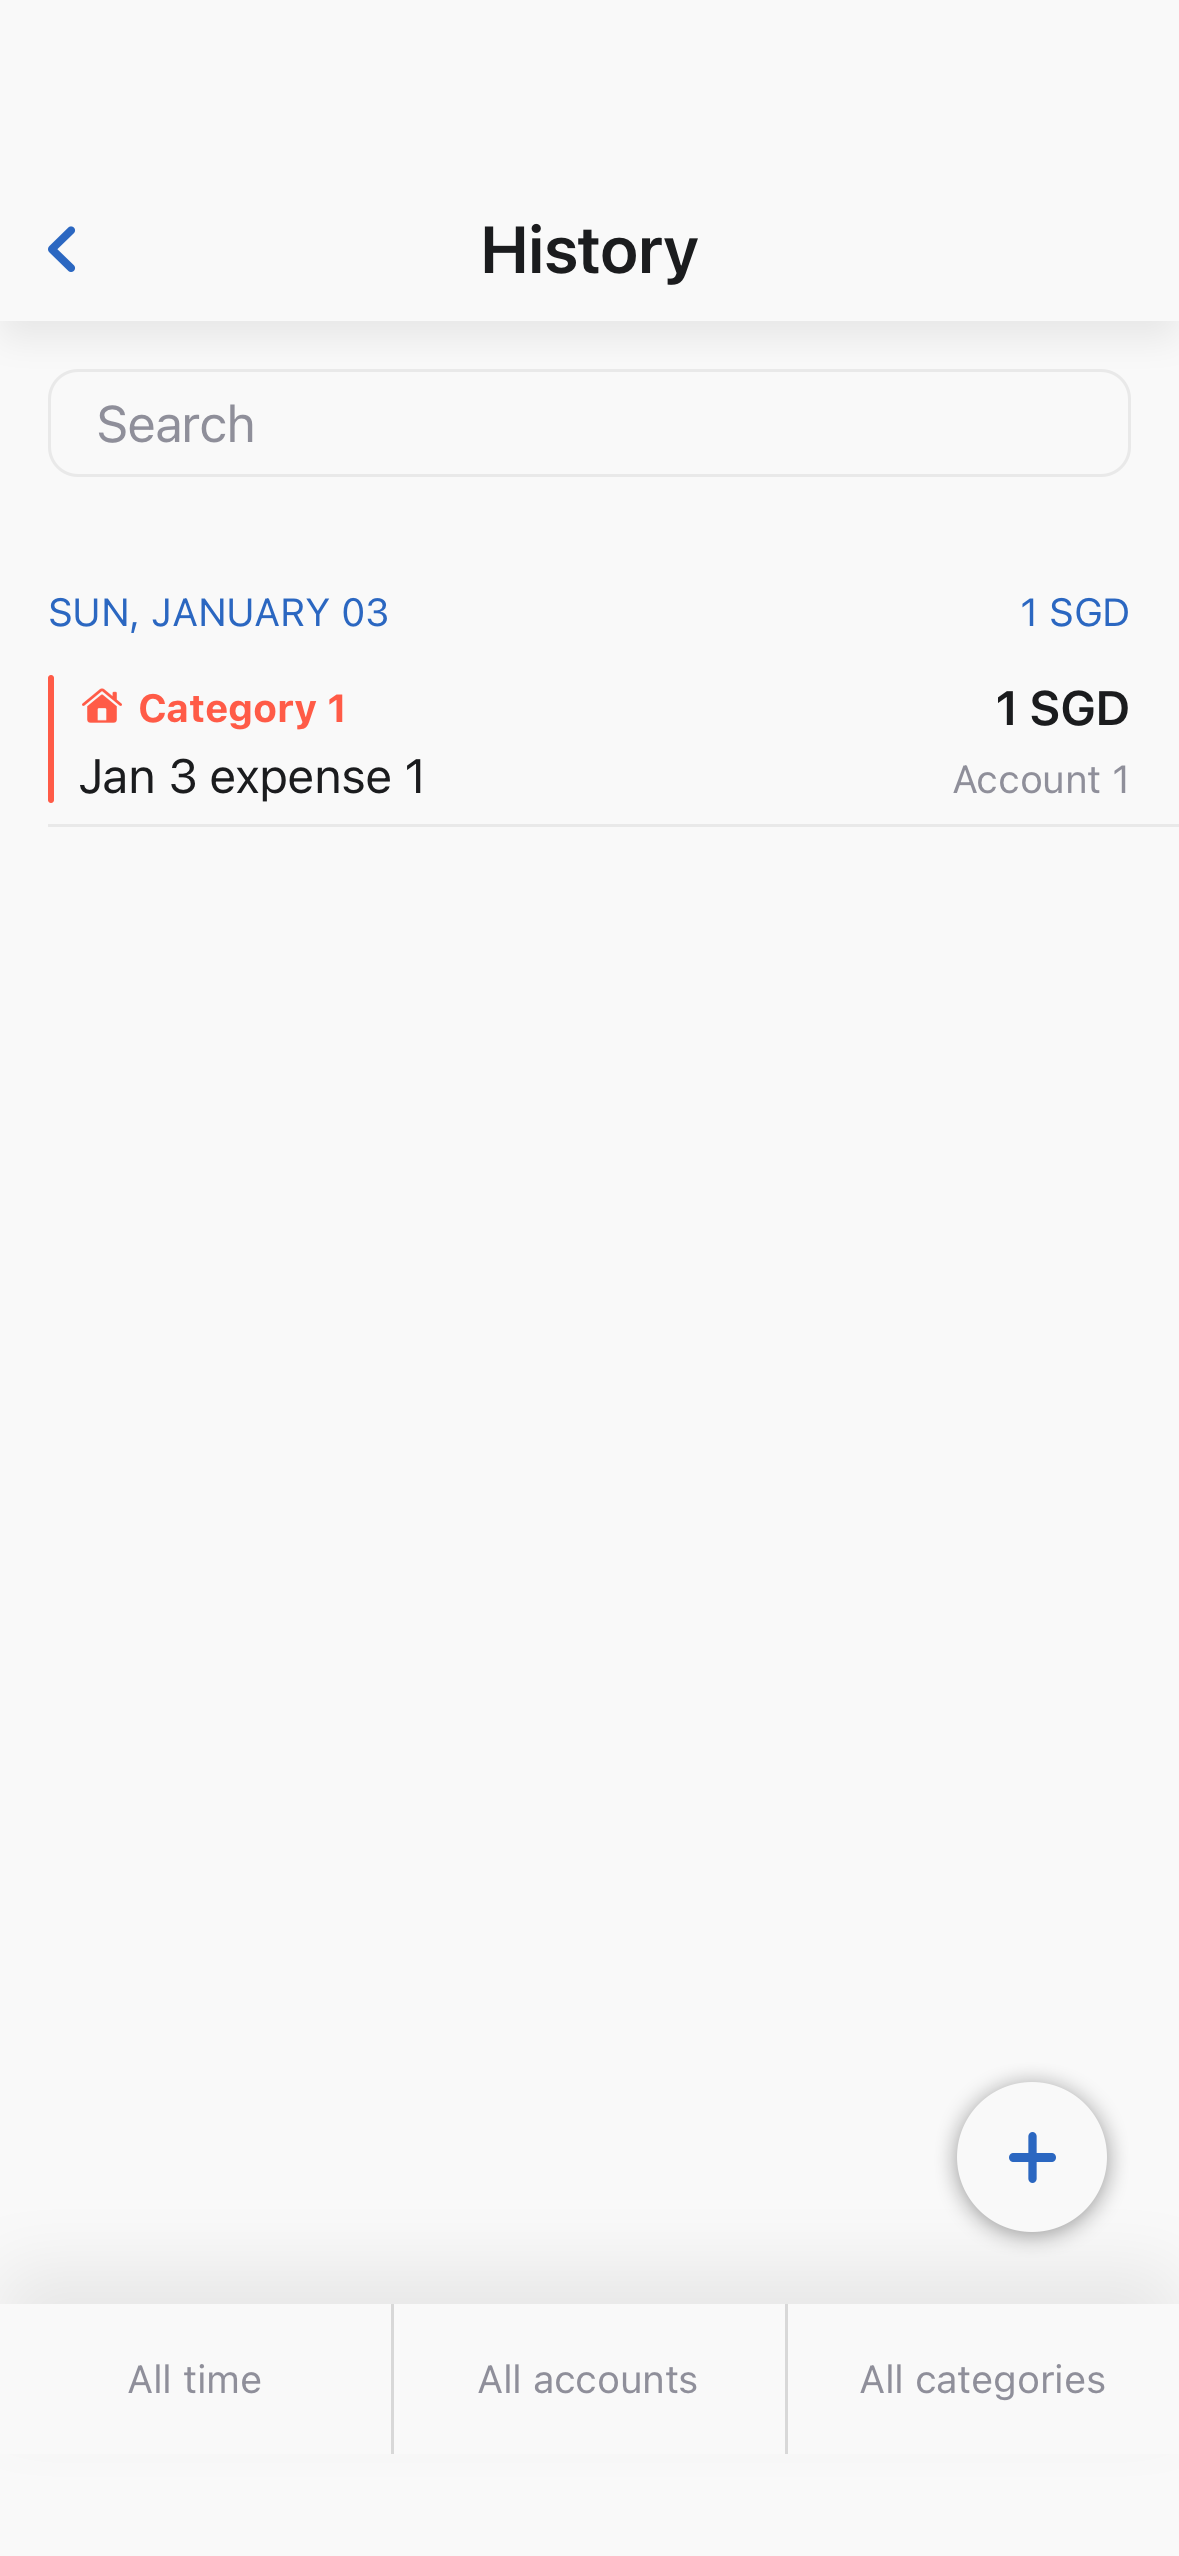 History
Search
SUN, JANUARY 03 1 SGD
Category 1 1 SGD
Jan 3 expense 1 Account 1
All time All accounts All categories